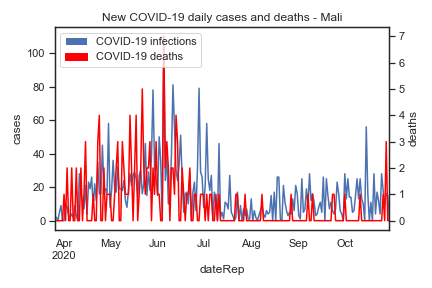 New COVID-19 daily cases and deaths - Mali
COVID-19 infections
COVID-19 deaths
100
80
60
40
20
0
cases
7
6
5
4
3
2
1
0
deaths
Apr May Jun Jul Aug Sep Oct
2020
dateRep